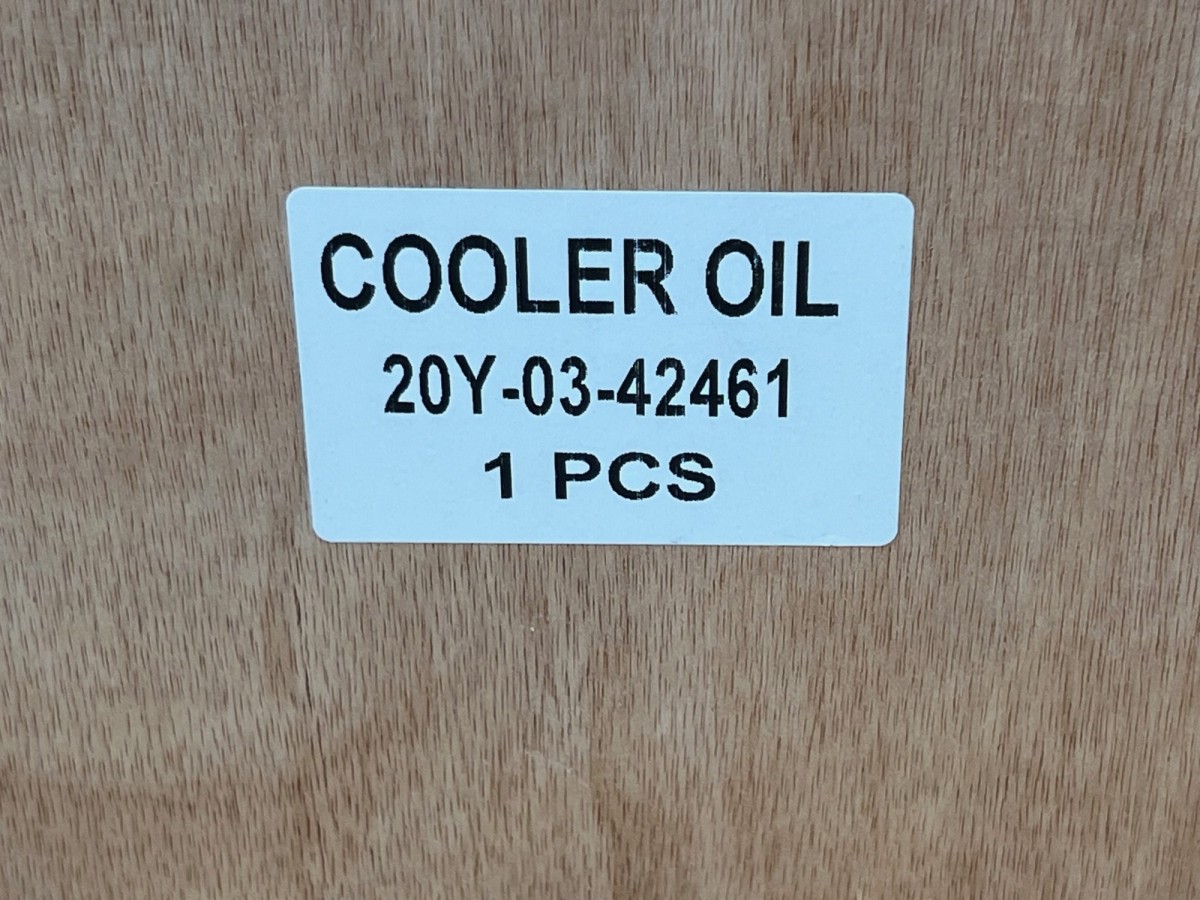 COOLER OIL
20Y-03-42461
1 PCS